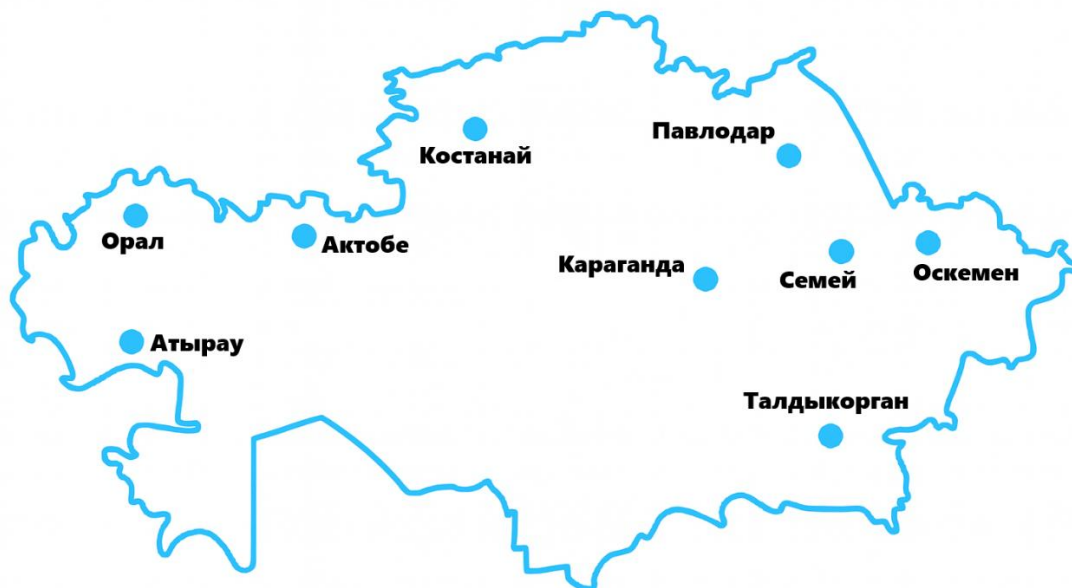 Павлодар
Костанай
Орал
Актобе
Караганда
Семей
Оскемен
Атырау
Талдыкорган